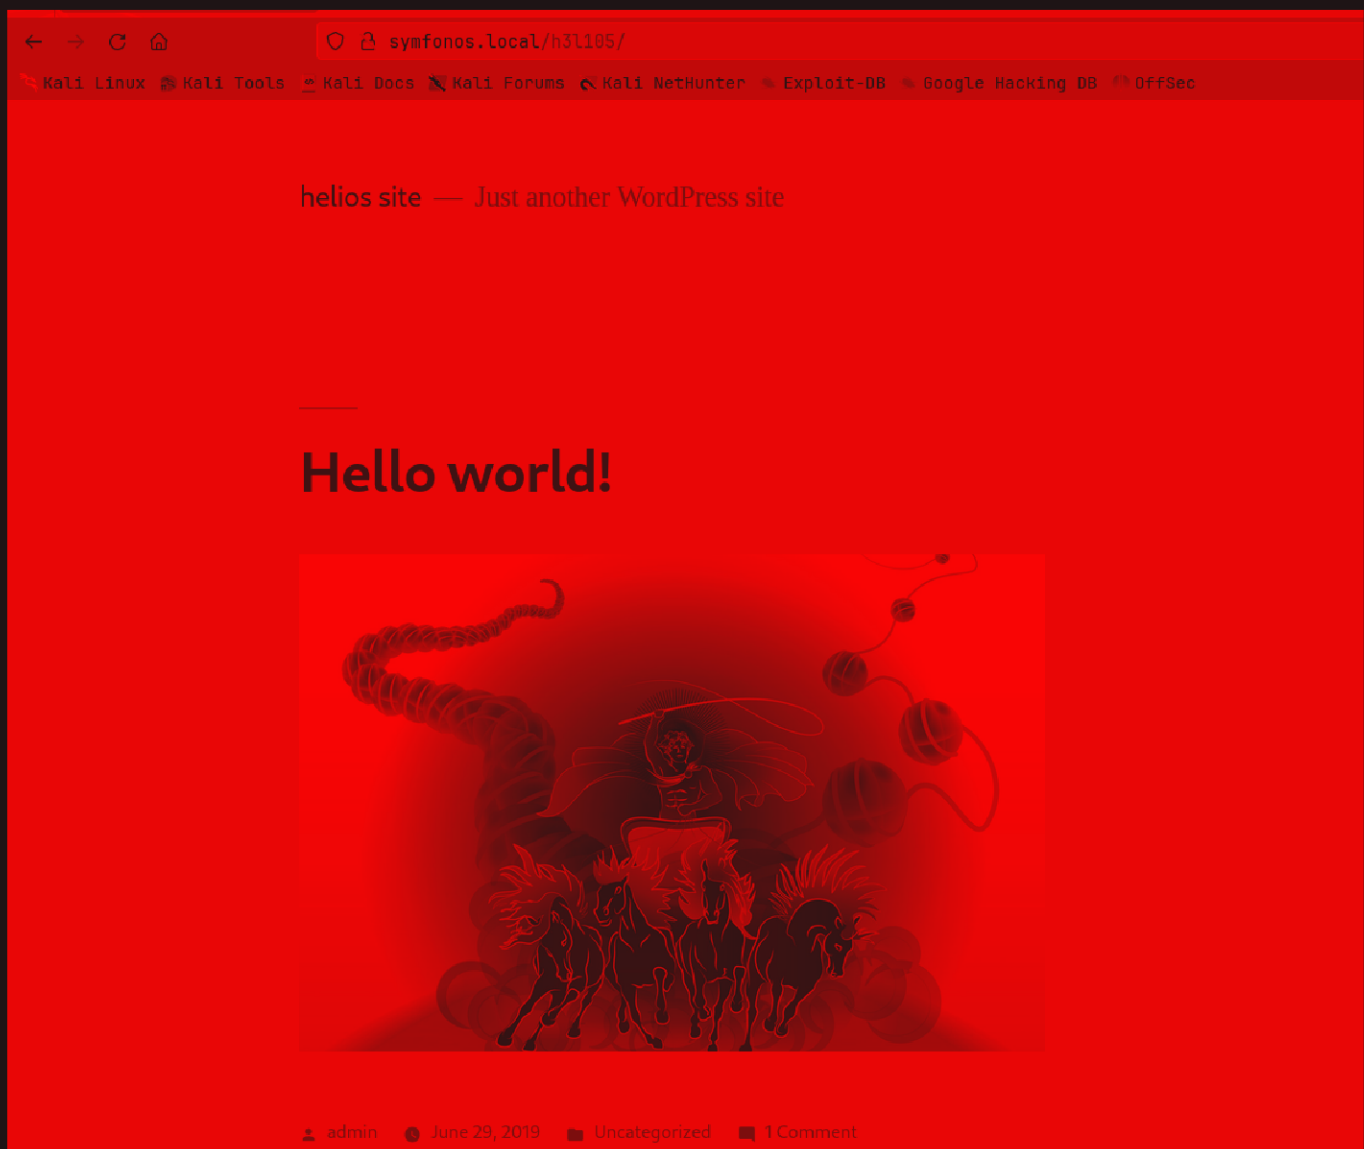 symfonos.local/h3l105/
Kali Linux Kali Tools Kali Docs Kali Forums Kali NetHunter Exploit-DB Google Hacking DB OffSec
helios site — Just another WordPress site
Hello world!
admin June 29, 2019 Uncategorized 1 Comment